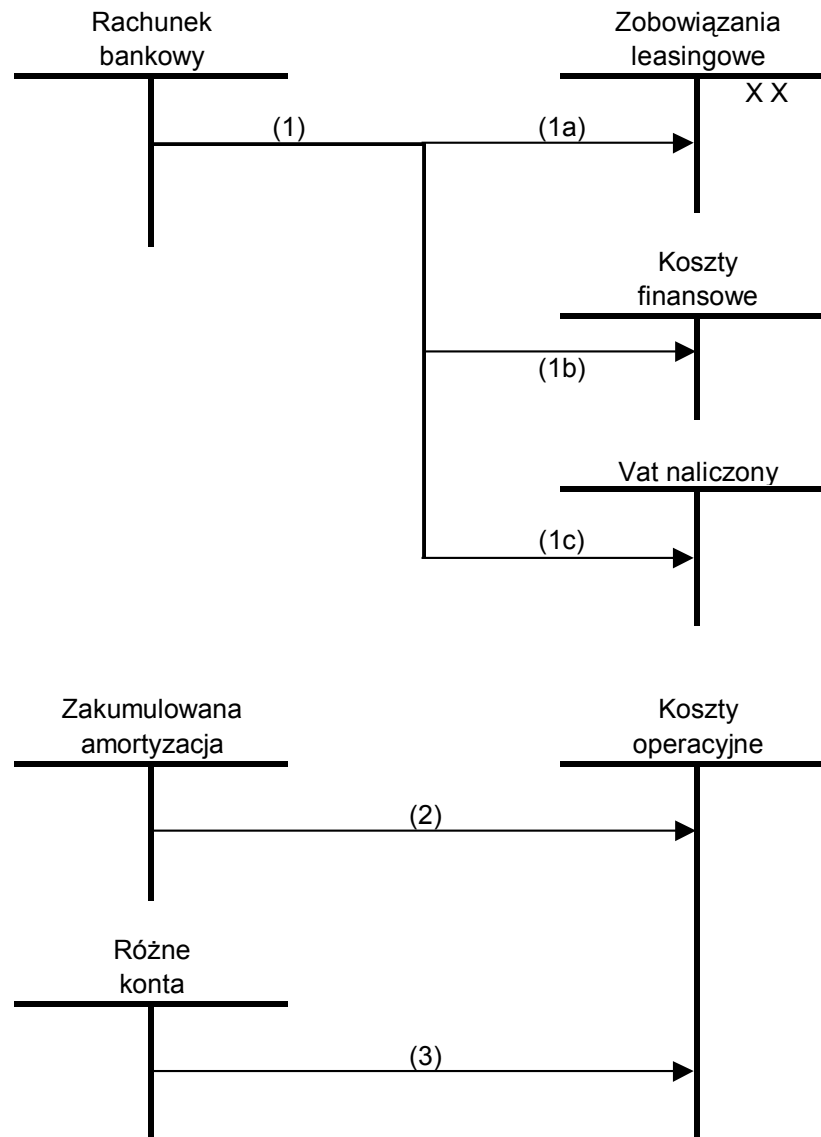 Rachunek
bankowy
Zobowiązania
leasingowe
X X
(1)
(1a)
Koszty
finansowe
(1b)
Vat naliczony
(1c)
Zakumulowana
amortyzacja
Koszty
operacyjne
(2)
Różne
konta
(3)